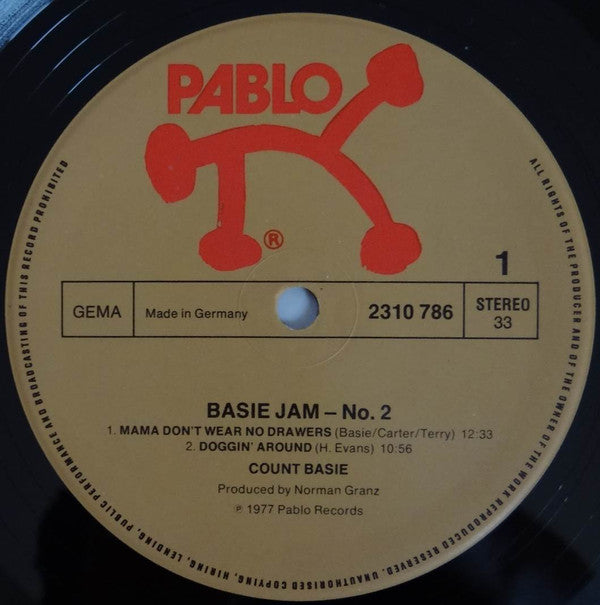 PABLO
®
1
GEMA
Made in Germany
2310 786
STEREO
33
BASIE JAM – No. 2
1. MAMA DON'T WEAR NO DRAWERS (Basie/Carter/Terry) 12:33
2. DOGGIN' AROUND (H. Evans) 10:56
COUNT BASIE
Produced by Norman Granz
℗ 1977 Pablo Records
ALL RIGHTS OF THE PRODUCER AND OF THE OWNER OF THE WORK REPRODUCED RESERVED. UNAUTHORISED COPYING, HIRING, LENDING, PUBLIC PERFORMANCE AND BROADCASTING OF THIS RECORD PROHIBITED